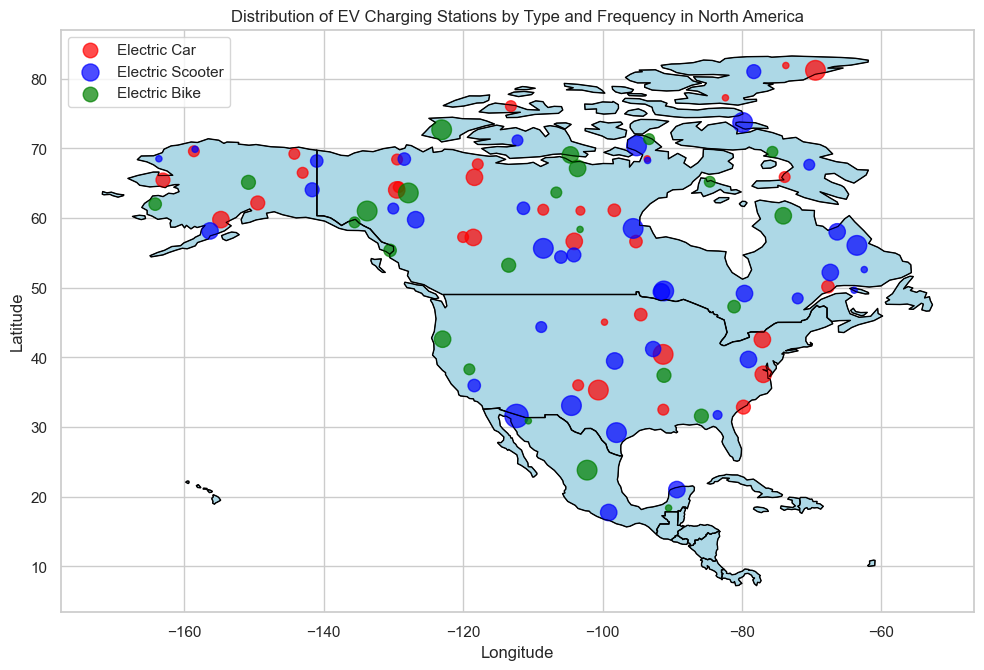 Distribution of EV Charging Stations by Type and Frequency in North America
Electric Car
Electric Scooter
Electric Bike
80
70
60
50
40
30
20
10
Latitude
−160
−140
−120
−100
−80
−60
Longitude